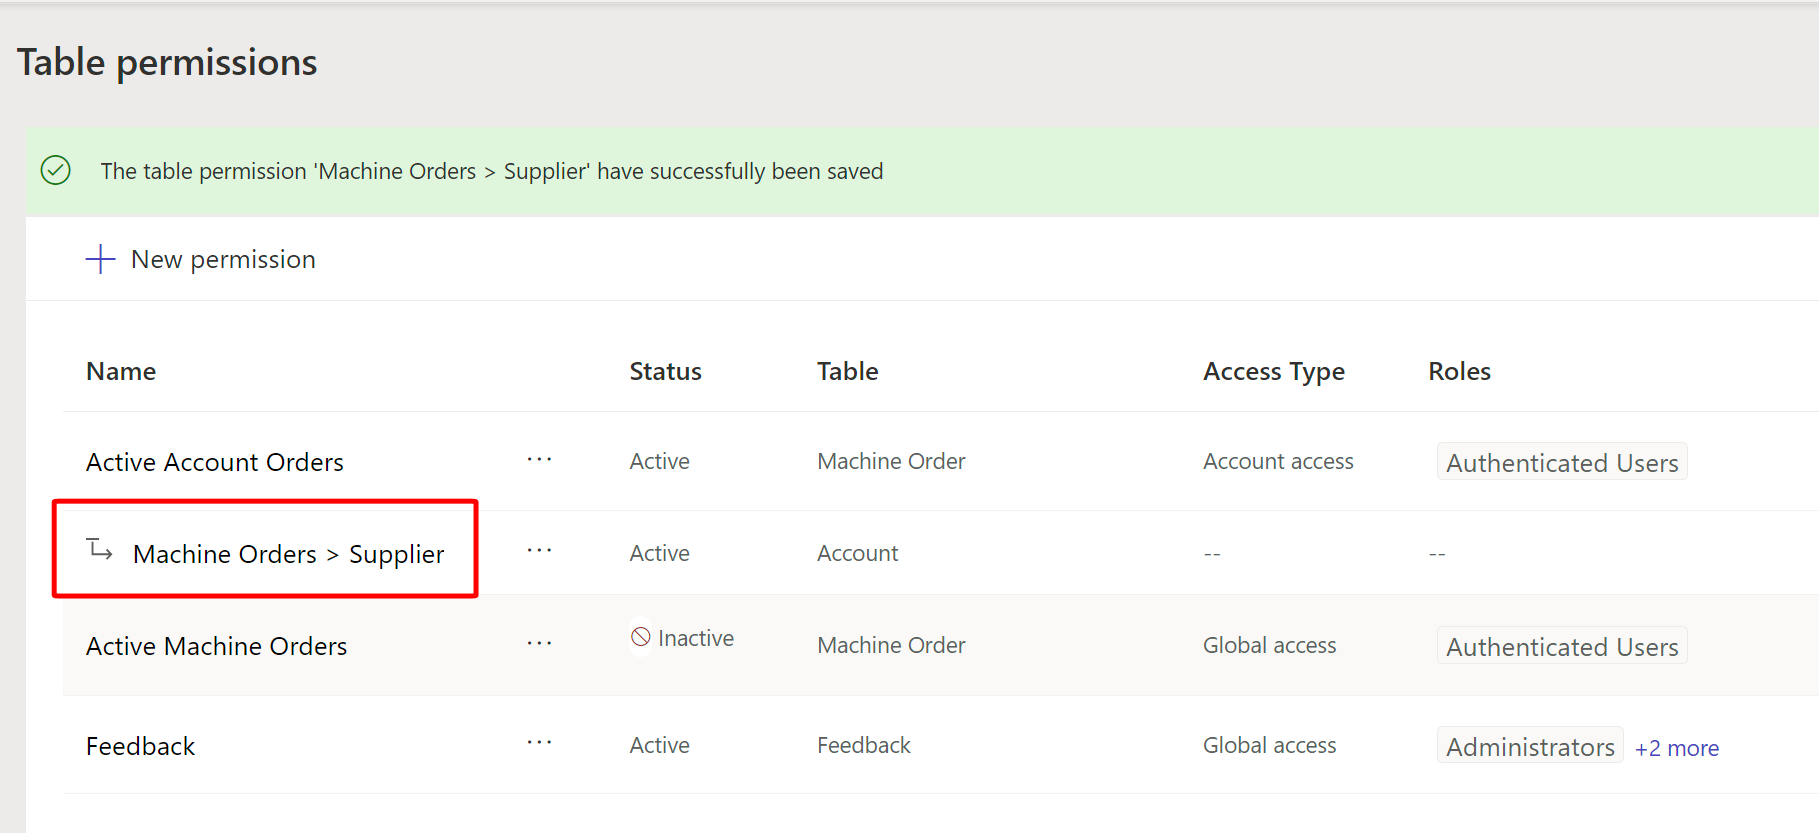 Table permissions
The table permission 'Machine Orders > Supplier' have successfully been saved
New permission
Name Status Table Access Type Roles
Active Account Orders ... Active Machine Order Account access Authenticated Users
Machine Orders > Supplier ... Active Account -- --
Active Machine Orders ... Inactive Machine Order Global access Authenticated Users
Feedback ... Active Feedback Global access Administrators +2 more